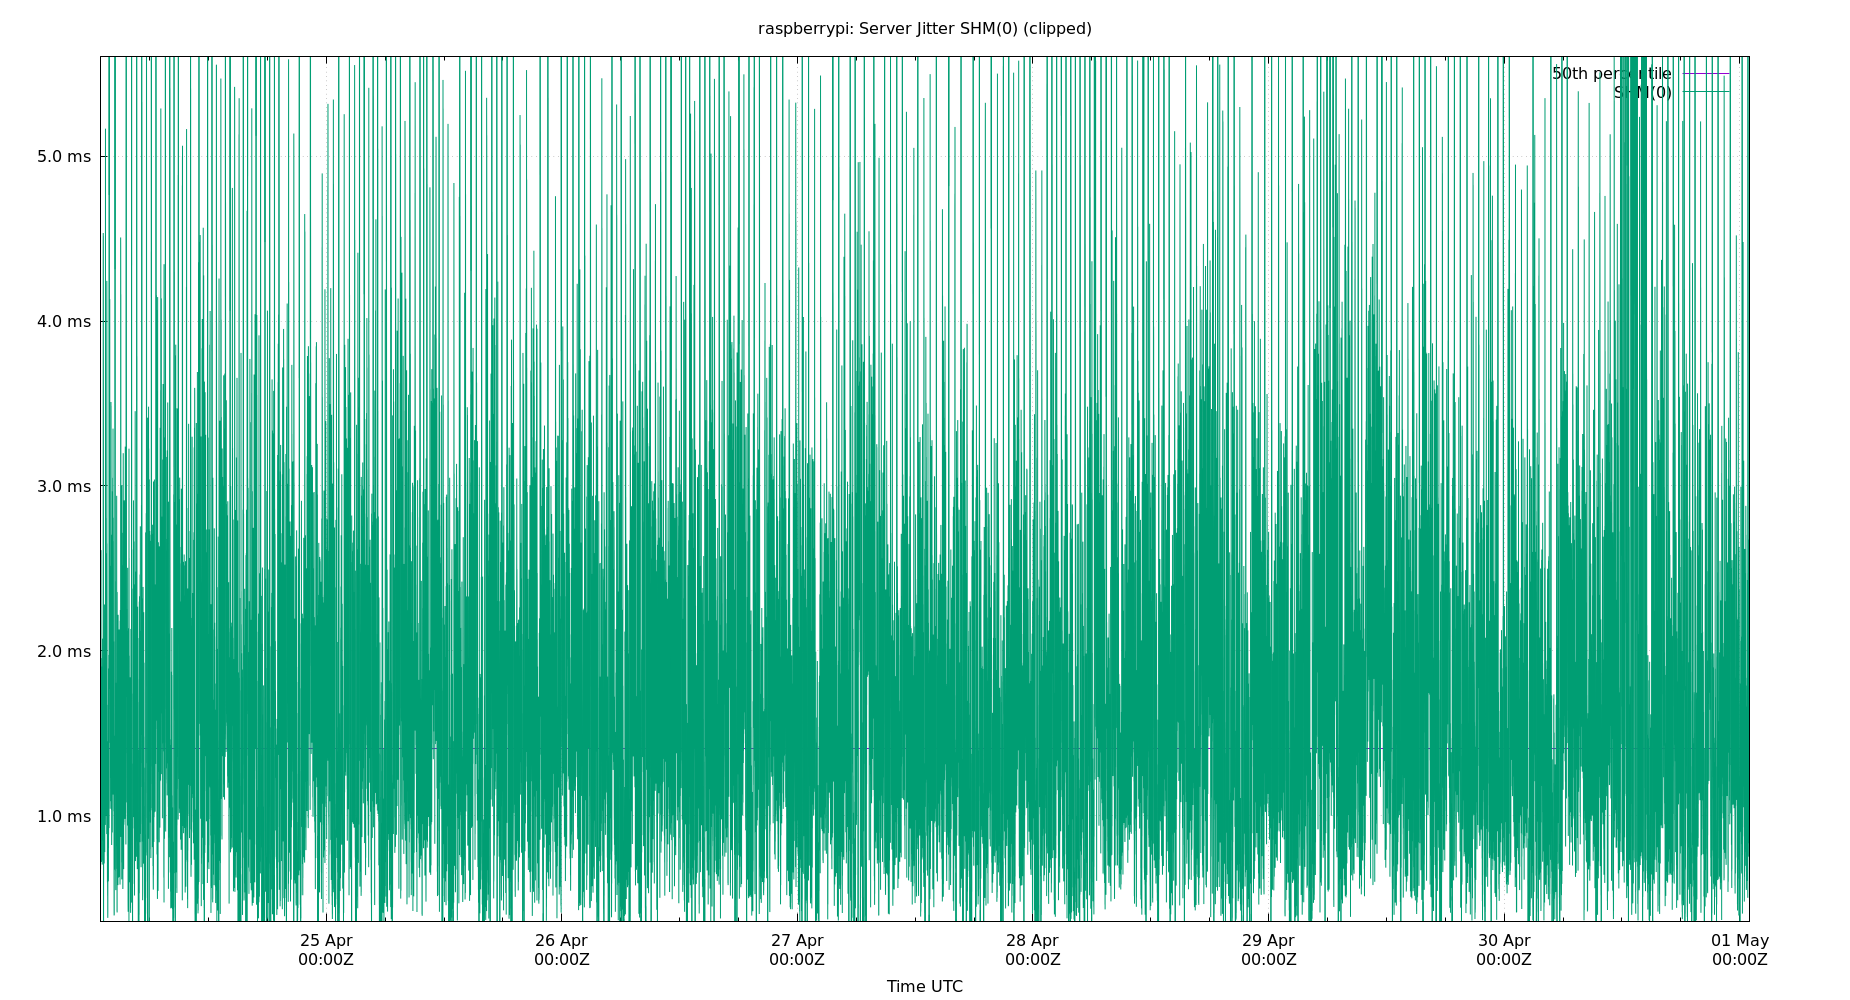 raspberrypi: Server Jitter SHM(0) (clipped)
50th percentile
SHM(0)
5.0 ms
4.0 ms
3.0 ms
2.0 ms
1.0 ms
25 Apr 26 Apr 27 Apr 28 Apr 29 Apr 30 Apr 01 May
00:00Z 00:00Z 00:00Z 00:00Z 00:00Z 00:00Z 00:00Z
Time UTC